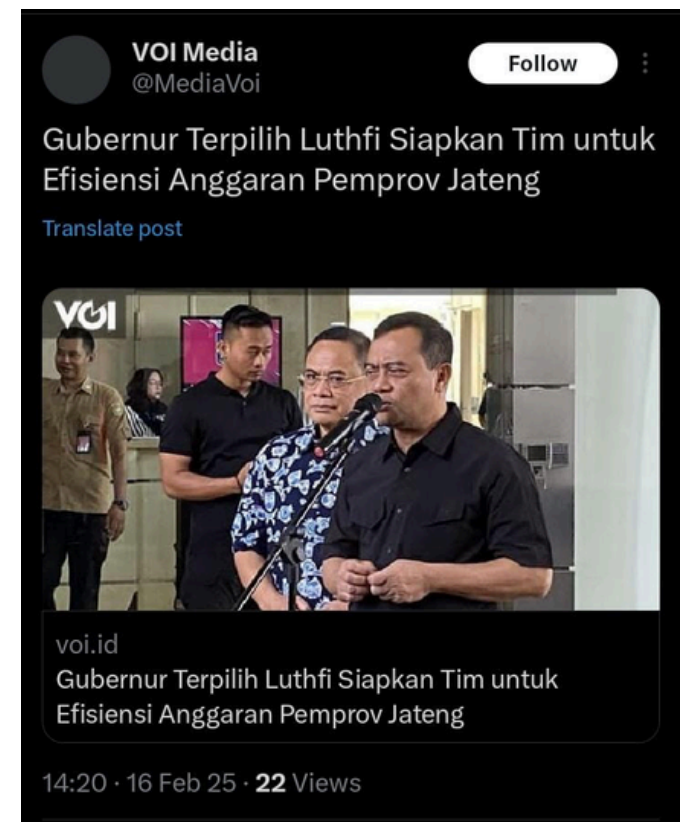 VOI Media
@MediaVoi
Follow
Gubernur Terpilih Luthfi Siapkan Tim untuk
Efisiensi Anggaran Pemprov Jateng
Translate post
VOI
voi.id
Gubernur Terpilih Luthfi Siapkan Tim untuk
Efisiensi Anggaran Pemprov Jateng
14:20 · 16 Feb 25 · 22 Views